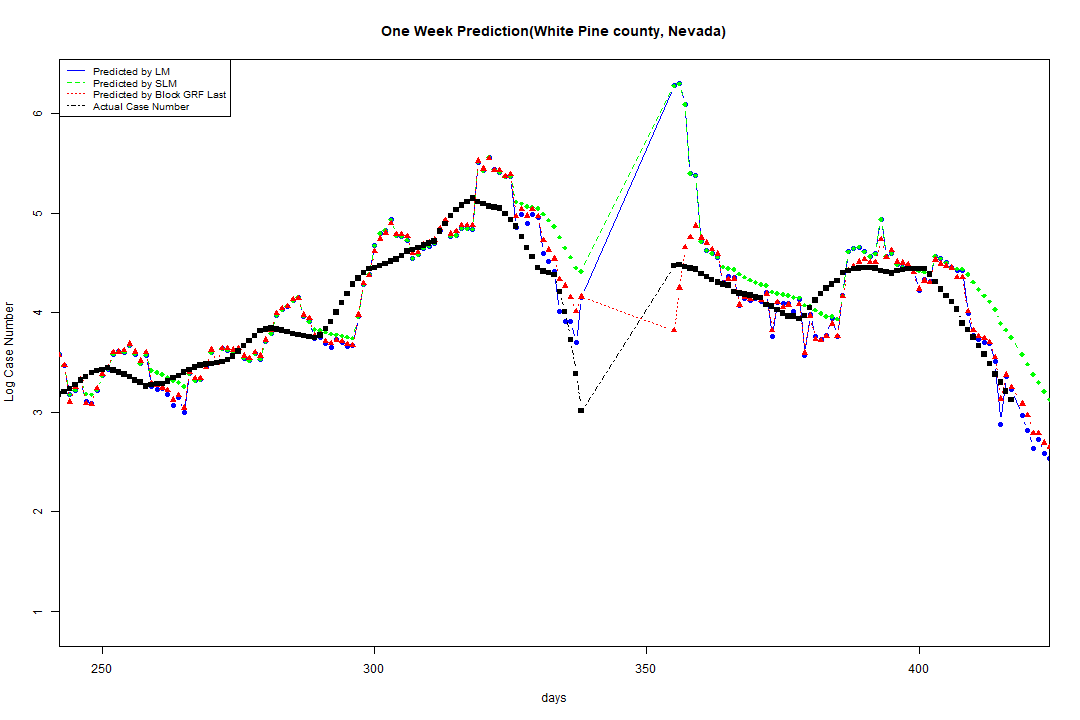 One Week Prediction(White Pine county, Nevada)
Predicted by LM
Predicted by SLM
Predicted by Block GRF Last
Actual Case Number
6
5
4
3
2
1
Log Case Number
250 300 350 400
days